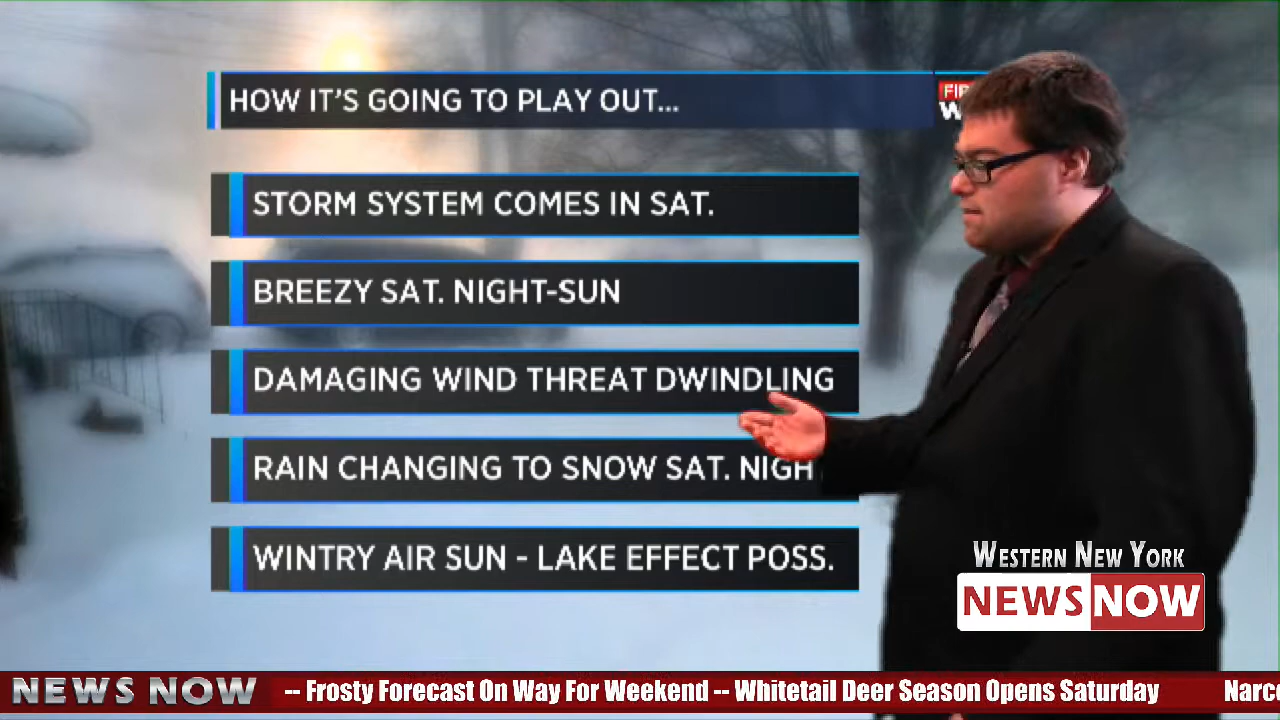 HOW IT'S GOING TO PLAY OUT...
STORM SYSTEM COMES IN SAT.
BREEZY SAT. NIGHT-SUN
DAMAGING WIND THREAT DWINDLING
RAIN CHANGING TO SNOW SAT. NIGH
WINTRY AIR SUN - LAKE EFFECT POSS.
WESTERN NEW YORK
NEWS NOW
NEWS NOW -- Frosty Forecast On Way For Weekend -- Whitetail Deer Season Opens Saturday